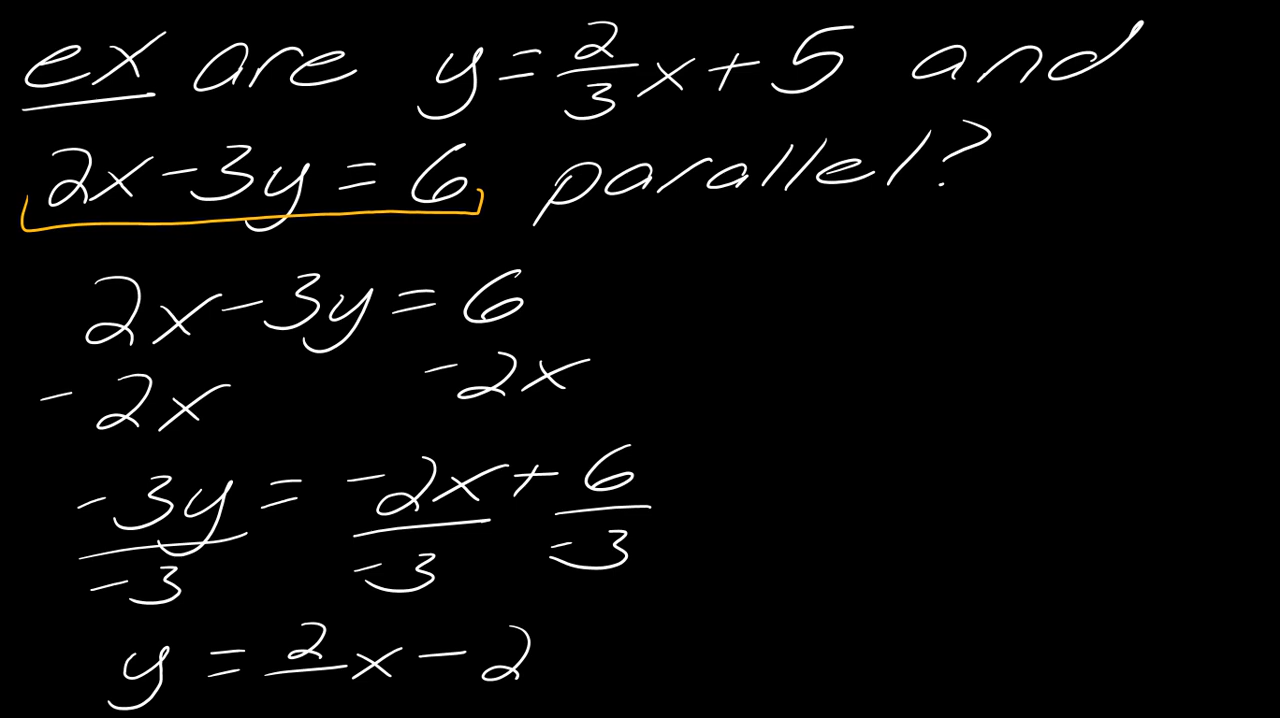 ex are y = 2/3 x + 5 and
2x - 3y = 6 parallel?
2x - 3y = 6
- 2x - 2x
-3y = -2x + 6
-3 -3 -3
y = 2 x - 2